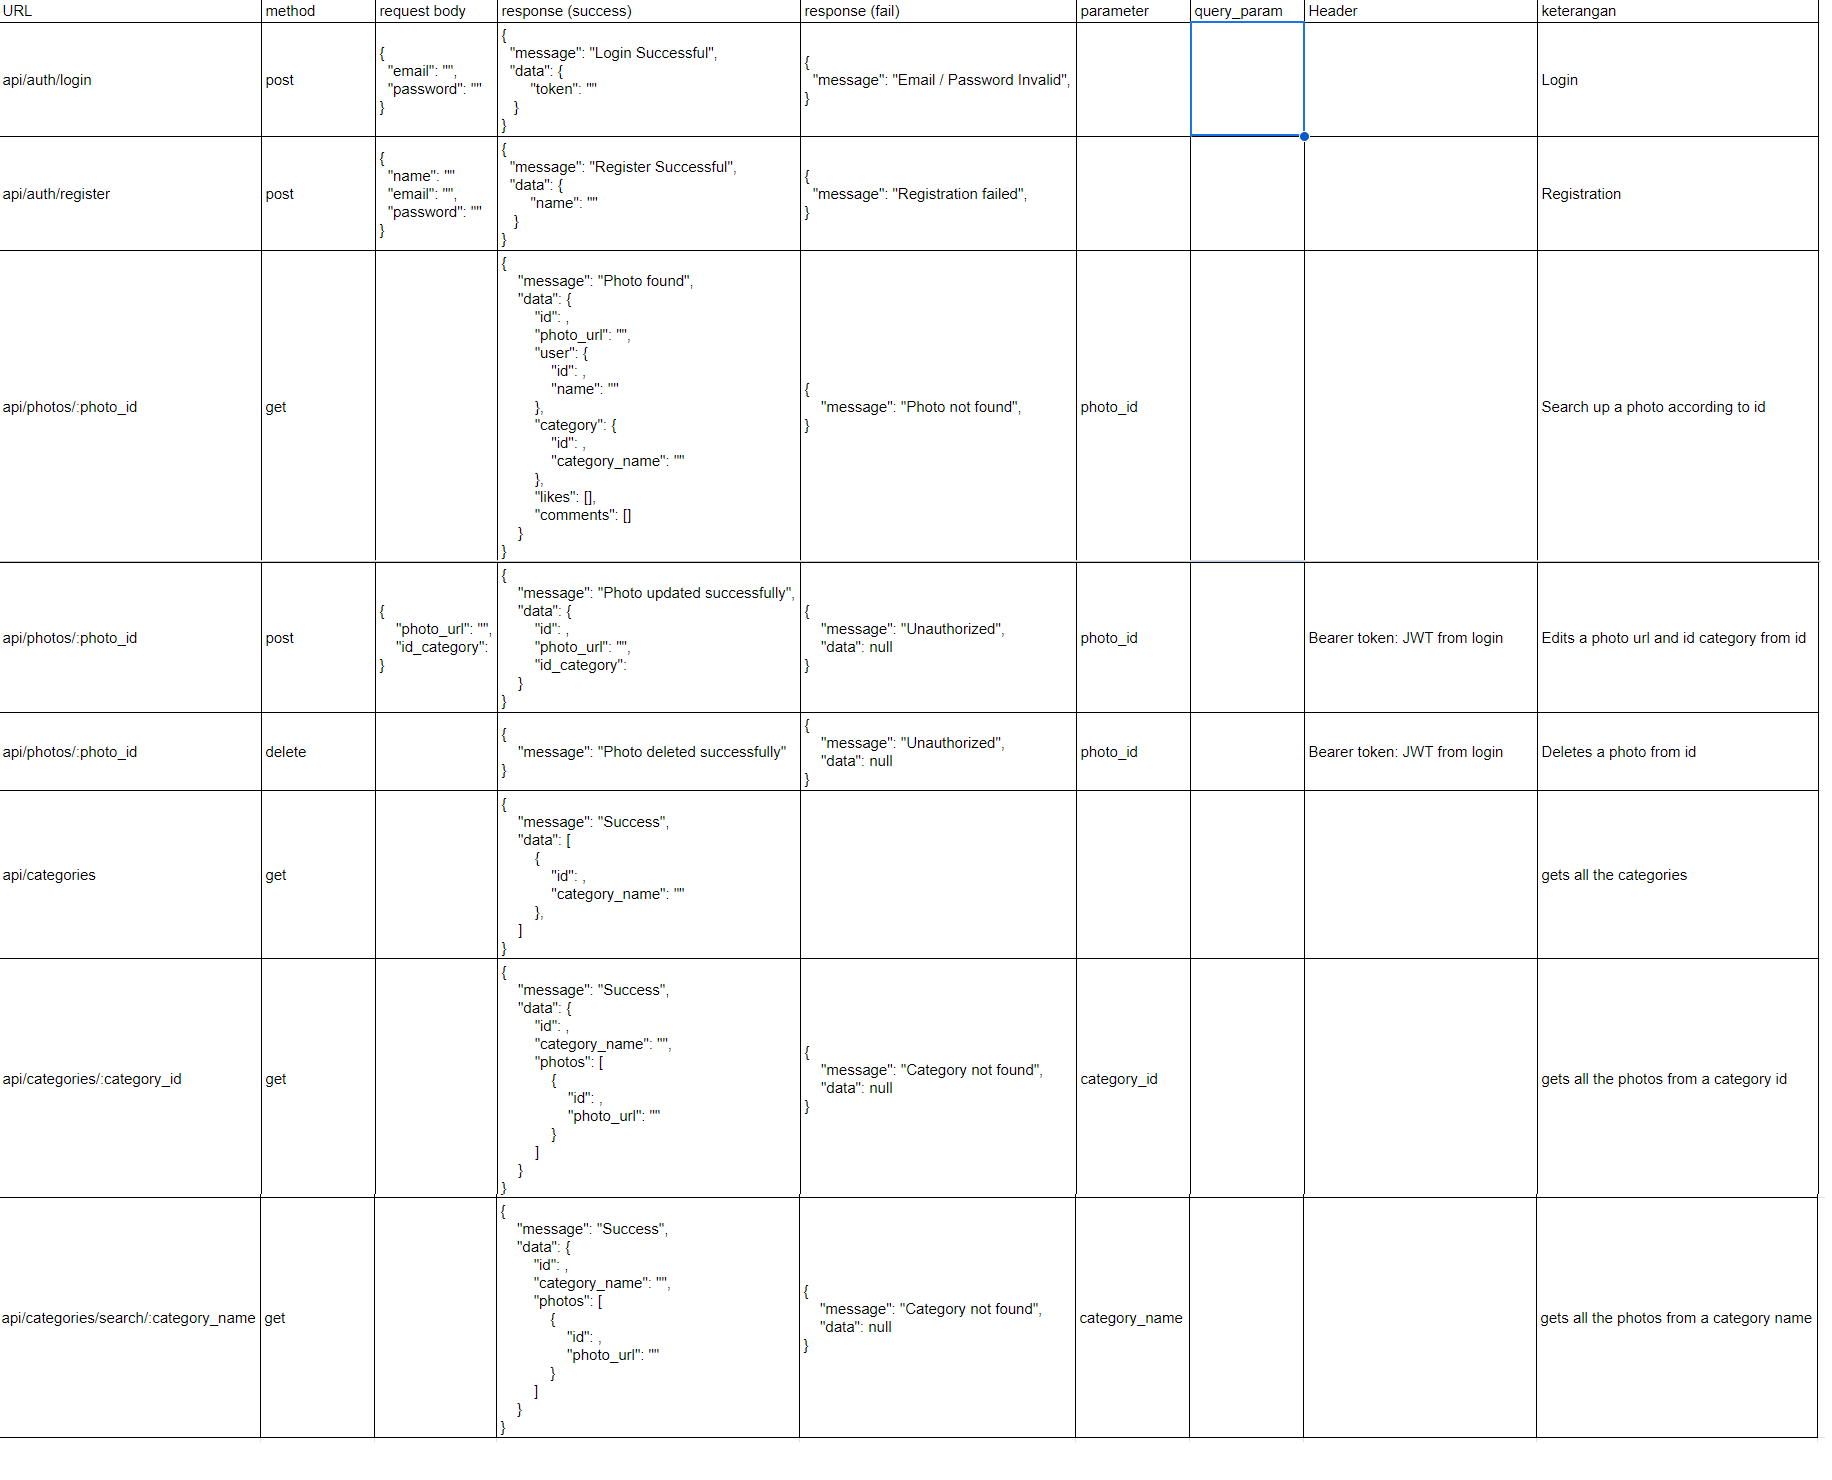 URL
method
request body
response (success)
response (fail)
parameter
query_param
Header
keterangan
api/auth/login
post
{
"email": "",
"password": ""
}
{
"message": "Login Successful",
"data": {
"token": ""
}
}
{
"message": "Email / Password Invalid",
}
Login
api/auth/register
post
{
"name": ""
"email": "",
"password": ""
}
{
"message": "Register Successful",
"data": {
"name": ""
}
}
{
"message": "Registration failed",
}
Registration
api/photos/:photo_id
get
{
"message": "Photo found",
"data": {
"id": ,
"photo_url": "",
"user": {
"id": ,
"name": ""
},
"category": {
"id": ,
"category_name": ""
},
"likes": [],
"comments": []
}
}
{
"message": "Photo not found",
}
photo_id
Search up a photo according to id
api/photos/:photo_id
post
{
"photo_url": "",
"id_category":
}
{
"message": "Photo updated successfully",
"data": {
"id": ,
"photo_url": "",
"id_category":
}
}
{
"message": "Unauthorized",
"data": null
}
photo_id
Bearer token: JWT from login
Edits a photo url and id category from id
api/photos/:photo_id
delete
{
"message": "Photo deleted successfully"
}
{
"message": "Unauthorized",
"data": null
}
photo_id
Bearer token: JWT from login
Deletes a photo from id
api/categories
get
{
"message": "Success",
"data": [
{
"id": ,
"category_name": ""
},
]
}
gets all the categories
api/categories/:category_id
get
{
"message": "Success",
"data": {
"id": ,
"category_name": "",
"photos": [
{
"id": ,
"photo_url": ""
}
]
}
}
{
"message": "Category not found",
"data": null
}
category_id
gets all the photos from a category id
api/categories/search/:category_name
get
{
"message": "Success",
"data": {
"id": ,
"category_name": "",
"photos": [
{
"id": ,
"photo_url": ""
}
]
}
}
{
"message": "Category not found",
"data": null
}
category_name
gets all the photos from a category name